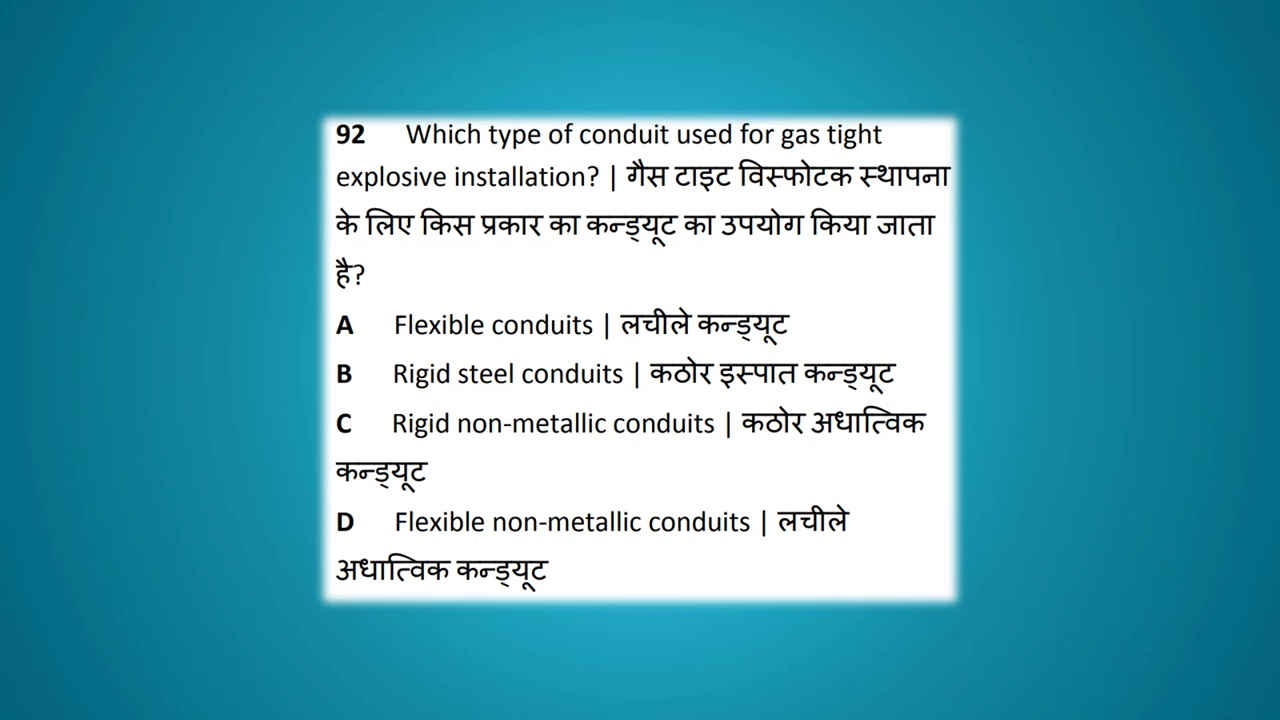 92 Which type of conduit used for gas tight
explosive installation? | गैस टाइट विस्फोटक स्थापना
के लिए किस प्रकार का कन्ड्यूट का उपयोग किया जाता
है?
A Flexible conduits | लचीले कन्ड्यूट
B Rigid steel conduits | कठोर इस्पात कन्ड्यूट
C Rigid non-metallic conduits | कठोर अधात्विक
कन्ड्यूट
D Flexible non-metallic conduits | लचीले
अधात्विक कन्ड्यूट